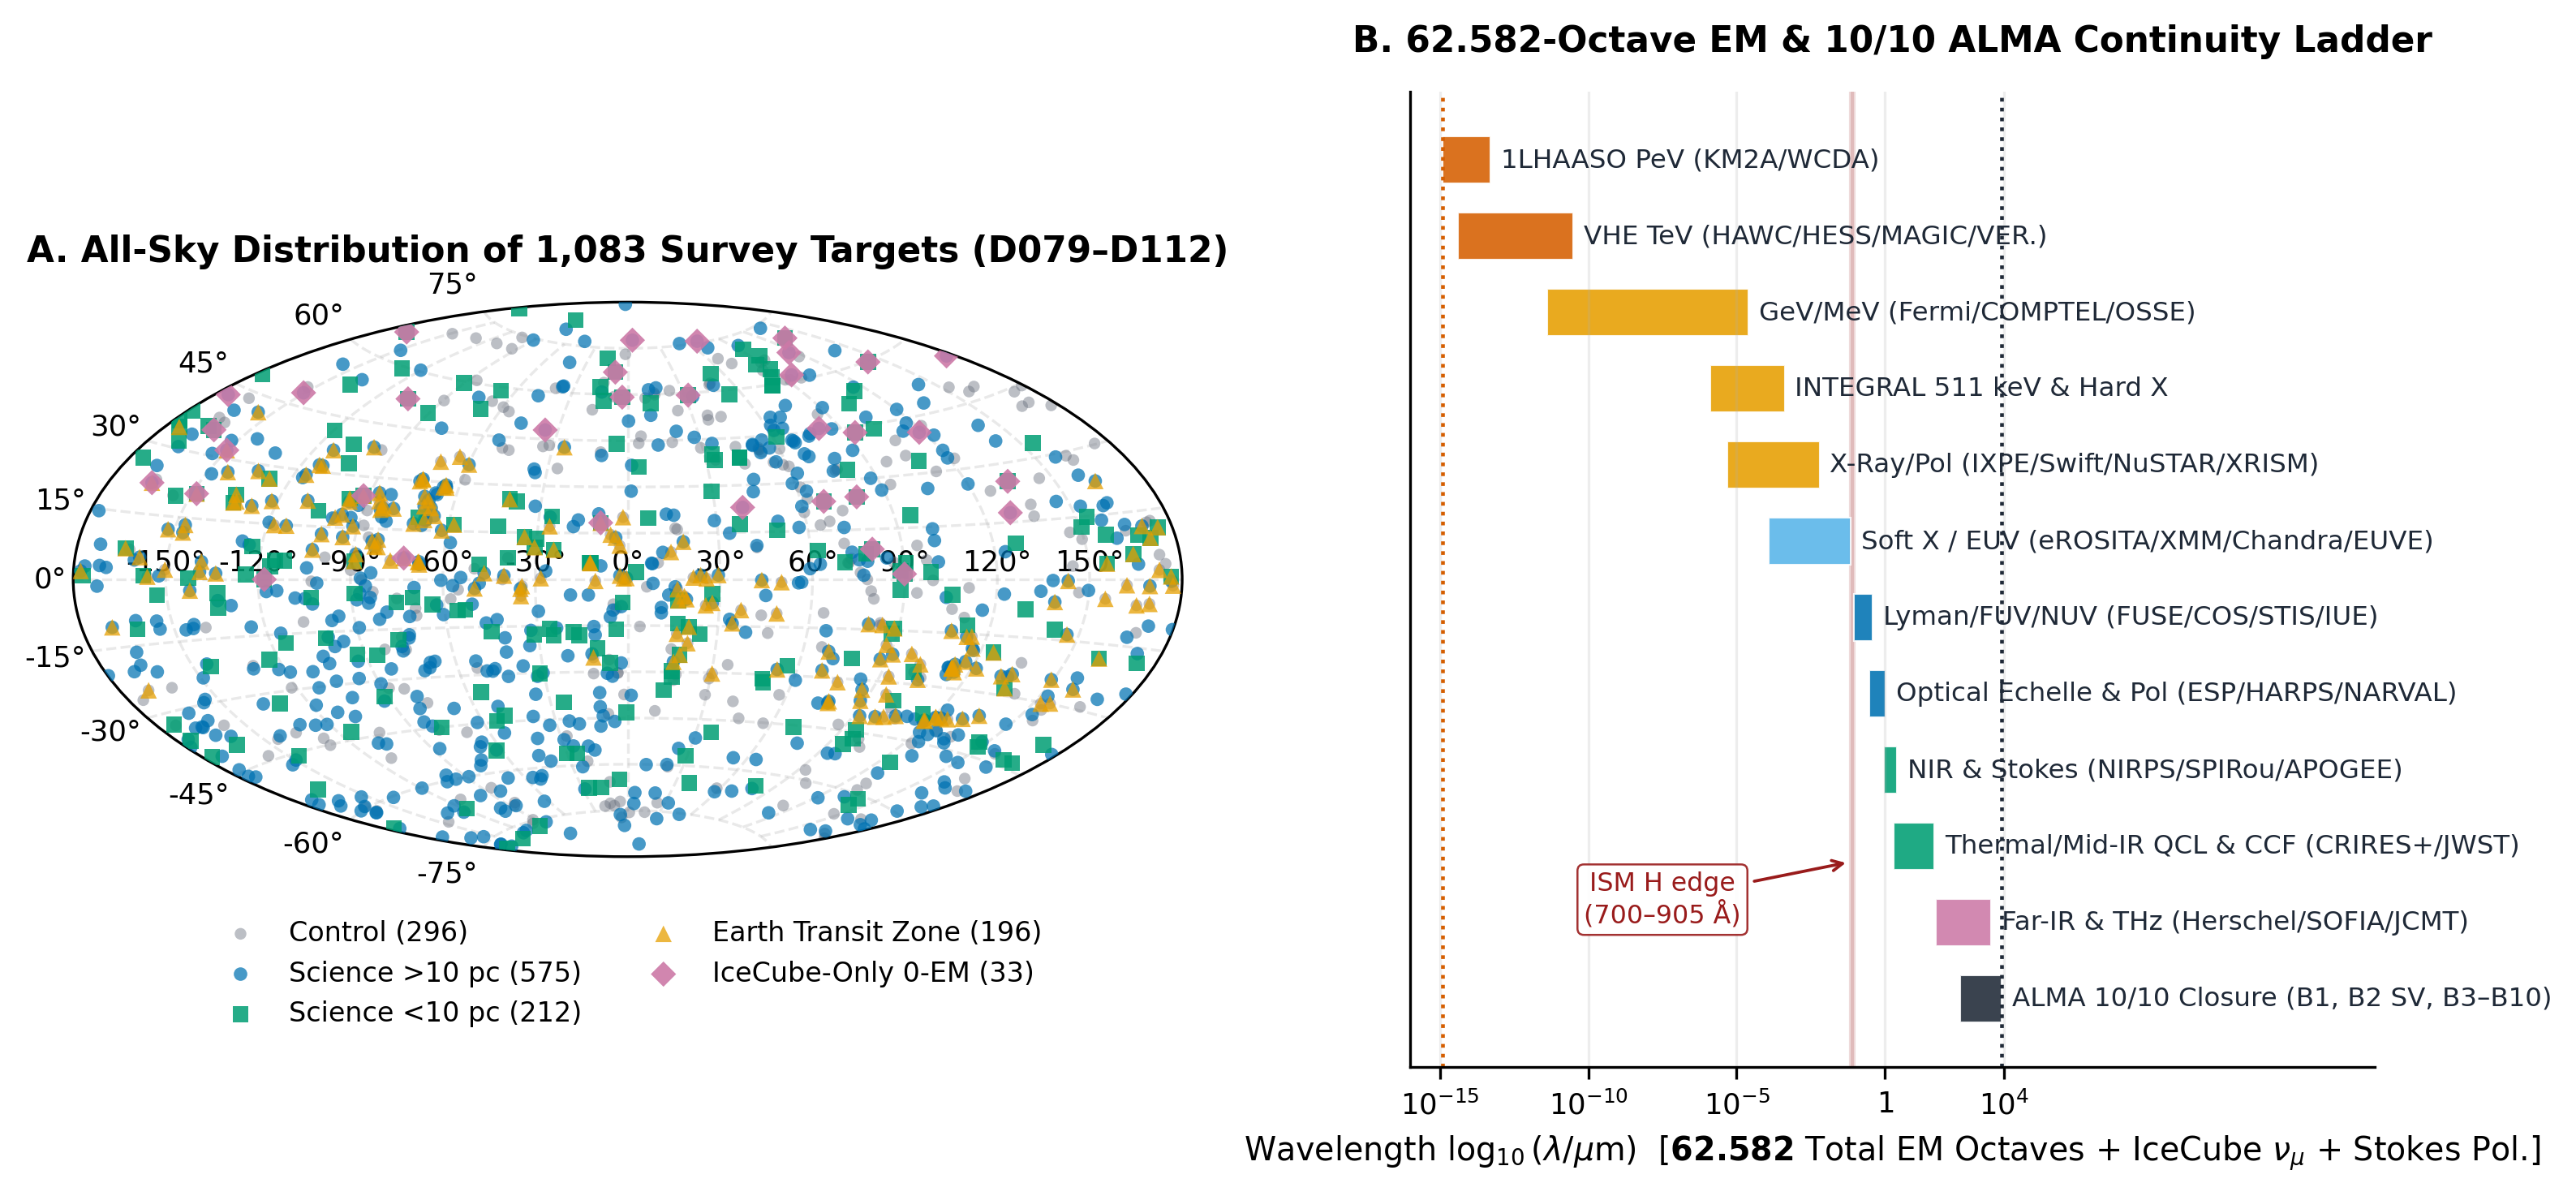 A. All-Sky Distribution of 1,083 Survey Targets (D079–D112)
75°
60°
45°
30°
15°
0°
-15°
-30°
-45°
-60°
-75°
-150° -120° -90° -60° -30° 0° 30° 60° 90° 120° 150°
Control (296)
Science >10 pc (575)
Science <10 pc (212)
Earth Transit Zone (196)
IceCube-Only 0-EM (33)
B. 62.582-Octave EM & 10/10 ALMA Continuity Ladder
1LHAASO PeV (KM2A/WCDA)
VHE TeV (HAWC/HESS/MAGIC/VER.)
GeV/MeV (Fermi/COMPTEL/OSSE)
INTEGRAL 511 keV & Hard X
X-Ray/Pol (IXPE/Swift/NuSTAR/XRISM)
Soft X / EUV (eROSITA/XMM/Chandra/EUVE)
Lyman/FUV/NUV (FUSE/COS/STIS/IUE)
Optical Echelle & Pol (ESP/HARPS/NARVAL)
NIR & Stokes (NIRPS/SPIRou/APOGEE)
Thermal/Mid-IR QCL & CCF (CRIRES+/JWST)
ISM H edge
(700–905 Å)
Far-IR & THz (Herschel/SOFIA/JCMT)
ALMA 10/10 Closure (B1, B2 SV, B3–B10)
10⁻¹⁵ 10⁻¹⁰ 10⁻⁵ 1 10⁴
Wavelength log₁₀ (λ/μm) [62.582 Total EM Octaves + IceCube νμ + Stokes Pol.]